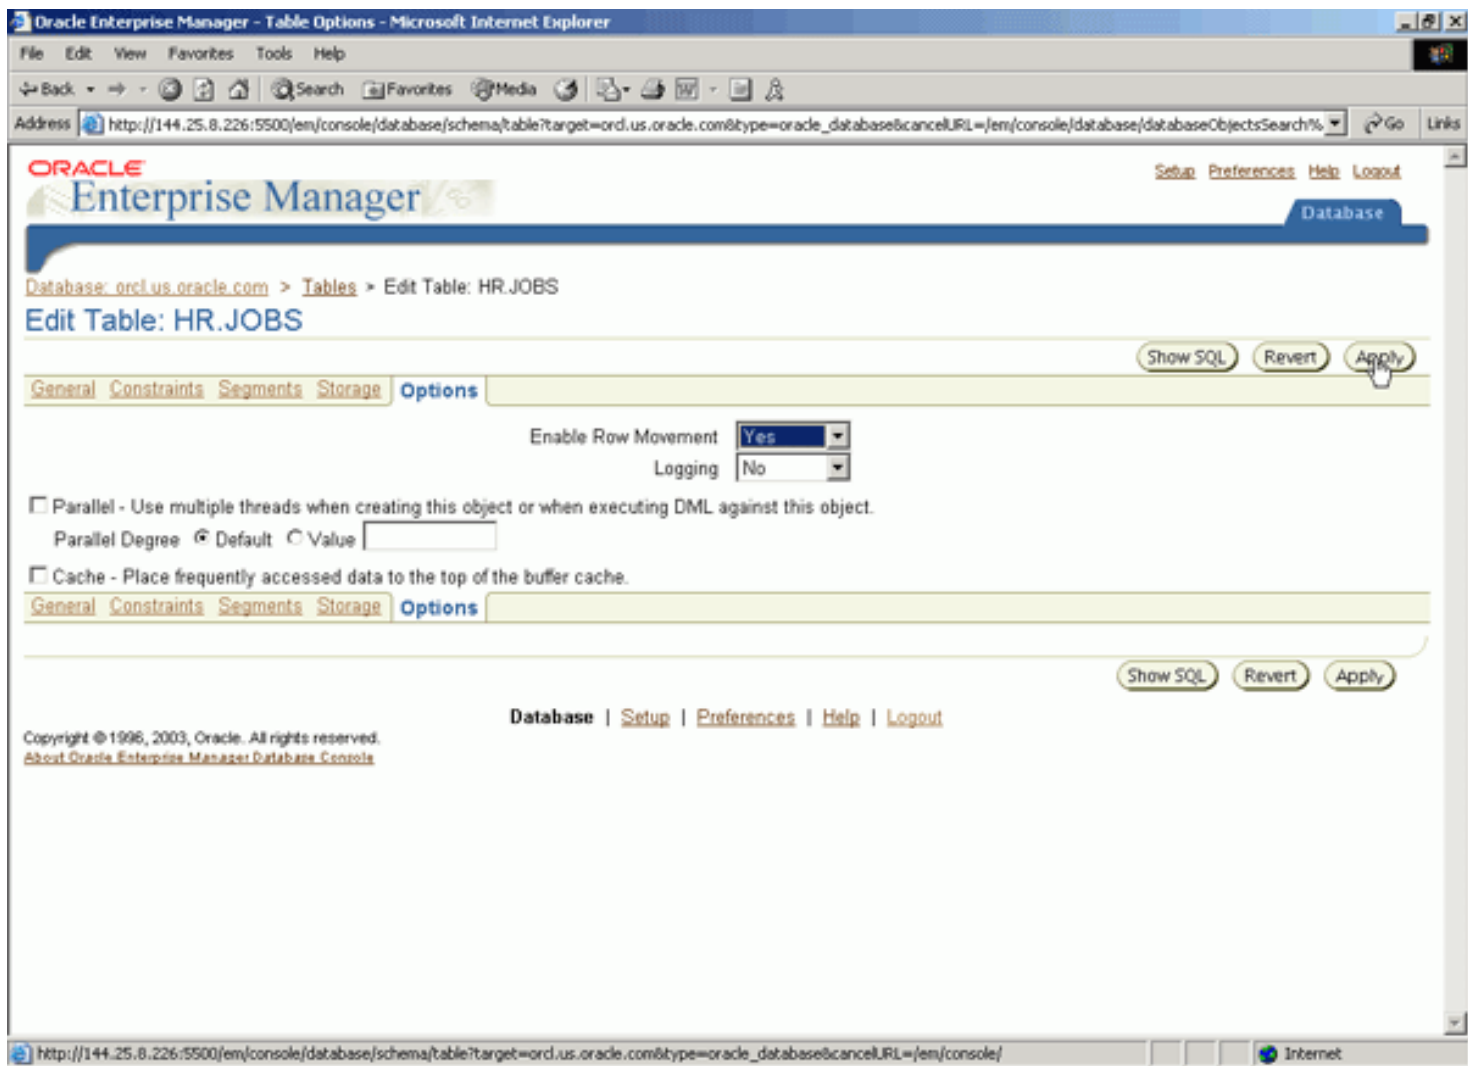 Oracle Enterprise Manager - Table Options - Microsoft Internet Explorer
File Edit View Favorites Tools Help
Back Search Favorites Media
Address http://144.25.8.226:5500/em/console/database/schema/table?target=orcl.us.oracle.com&type=oracle_database&cancelURL=/em/console/database/databaseObjectsSearch% Go Links
ORACLE
Enterprise Manager
Setup Preferences Help Logout
Database
Database: orcl.us.oracle.com > Tables > Edit Table: HR.JOBS
Edit Table: HR.JOBS
Show SQL Revert Apply
General Constraints Segments Storage Options
Enable Row Movement Yes
Logging No
Parallel - Use multiple threads when creating this object or when executing DML against this object.
Parallel Degree Default Value
Cache - Place frequently accessed data to the top of the buffer cache.
General Constraints Segments Storage Options
Show SQL Revert Apply
Database | Setup | Preferences | Help | Logout
Copyright © 1996, 2003, Oracle. All rights reserved.
About Oracle Enterprise Manager Database Console
http://144.25.8.226:5500/em/console/database/schema/table?target=orcl.us.oracle.com&type=oracle_database&cancelURL=/em/console/ Internet